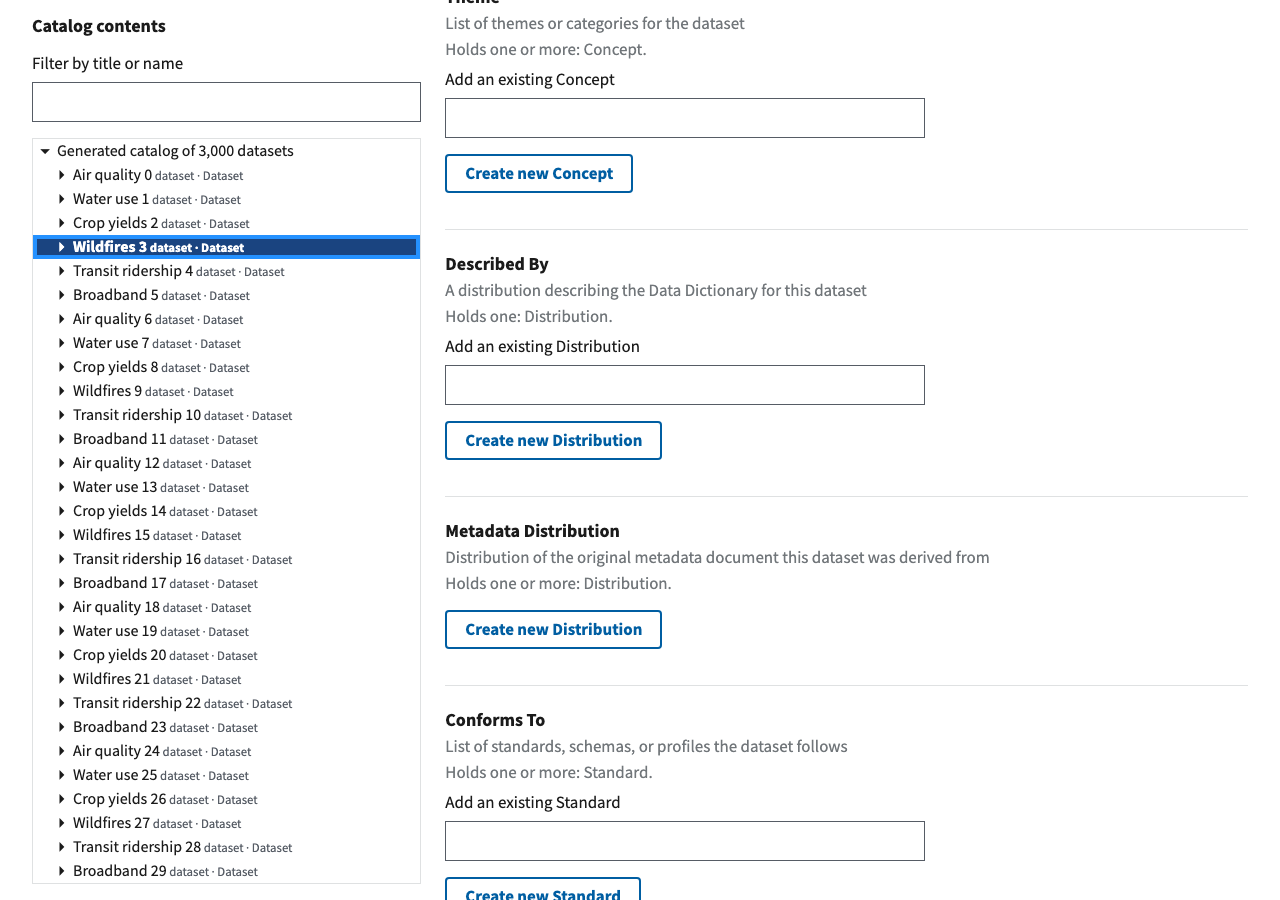 Catalog contents
Filter by title or name
Generated catalog of 3,000 datasets
Air quality 0 dataset · Dataset
Water use 1 dataset · Dataset
Crop yields 2 dataset · Dataset
Wildfires 3 dataset · Dataset
Transit ridership 4 dataset · Dataset
Broadband 5 dataset · Dataset
Air quality 6 dataset · Dataset
Water use 7 dataset · Dataset
Crop yields 8 dataset · Dataset
Wildfires 9 dataset · Dataset
Transit ridership 10 dataset · Dataset
Broadband 11 dataset · Dataset
Air quality 12 dataset · Dataset
Water use 13 dataset · Dataset
Crop yields 14 dataset · Dataset
Wildfires 15 dataset · Dataset
Transit ridership 16 dataset · Dataset
Broadband 17 dataset · Dataset
Air quality 18 dataset · Dataset
Water use 19 dataset · Dataset
Crop yields 20 dataset · Dataset
Wildfires 21 dataset · Dataset
Transit ridership 22 dataset · Dataset
Broadband 23 dataset · Dataset
Air quality 24 dataset · Dataset
Water use 25 dataset · Dataset
Crop yields 26 dataset · Dataset
Wildfires 27 dataset · Dataset
Transit ridership 28 dataset · Dataset
Broadband 29 dataset · Dataset
Theme
List of themes or categories for the dataset
Holds one or more: Concept.
Add an existing Concept
Create new Concept
Described By
A distribution describing the Data Dictionary for this dataset
Holds one: Distribution.
Add an existing Distribution
Create new Distribution
Metadata Distribution
Distribution of the original metadata document this dataset was derived from
Holds one or more: Distribution.
Create new Distribution
Conforms To
List of standards, schemas, or profiles the dataset follows
Holds one or more: Standard.
Add an existing Standard
Create new Standard